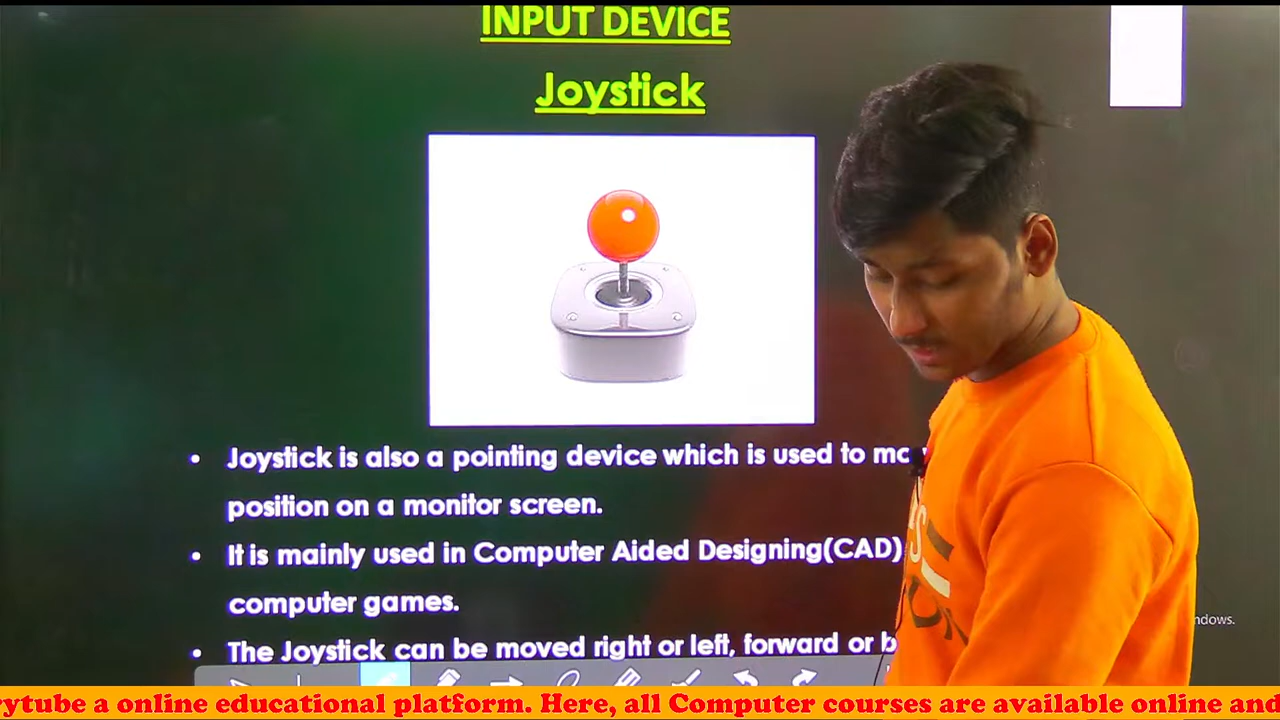 INPUT DEVICE
Joystick
• Joystick is also a pointing device which is used to
position on a monitor screen.
• It is mainly used in Computer Aided Designing(CAD)
computer games.
• The Joystick can be moved right or left, forward or
ndows.
rytube a online educational platform. Here, all Computer courses are available online and